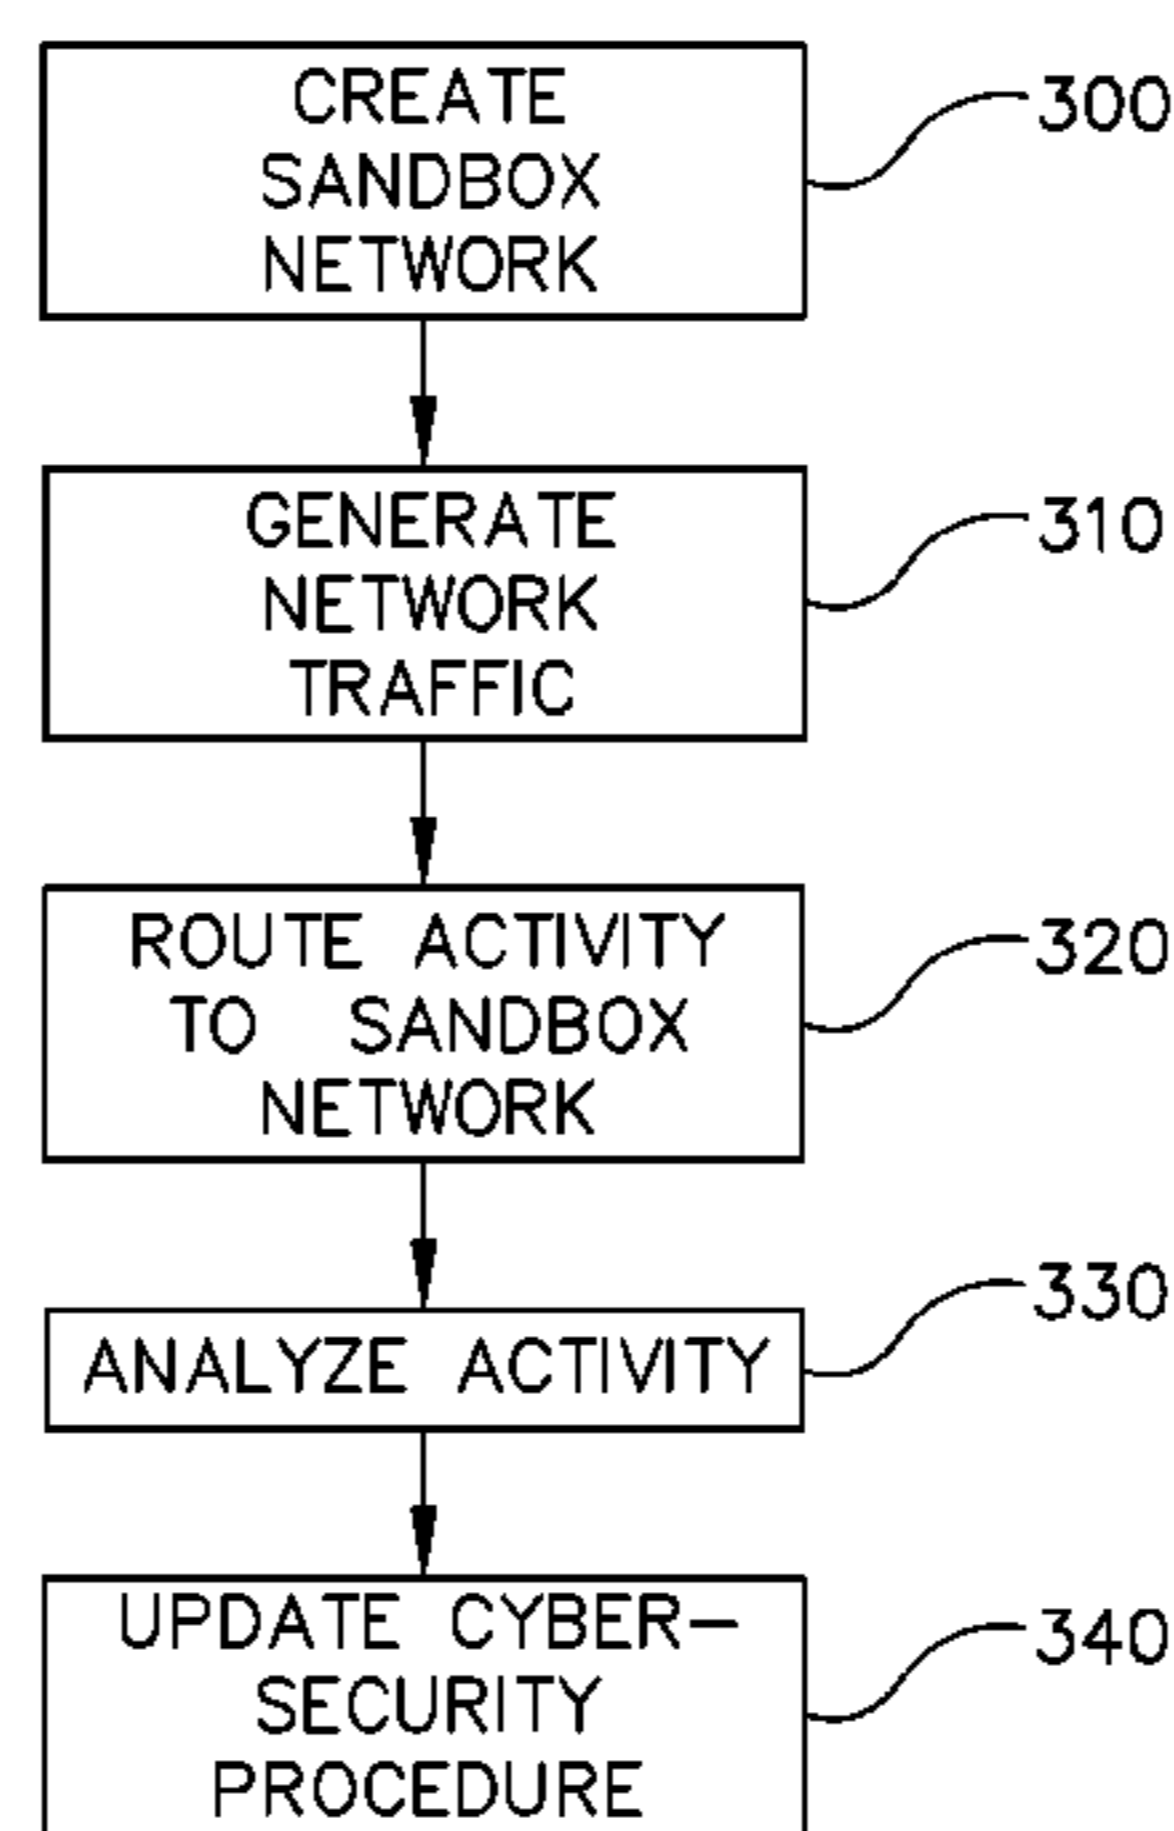 CREATE
SANDBOX
NETWORK
300
GENERATE
NETWORK
TRAFFIC
310
ROUTE ACTIVITY
TO SANDBOX
NETWORK
320
ANALYZE ACTIVITY
330
UPDATE CYBER-
SECURITY
PROCEDURE
340